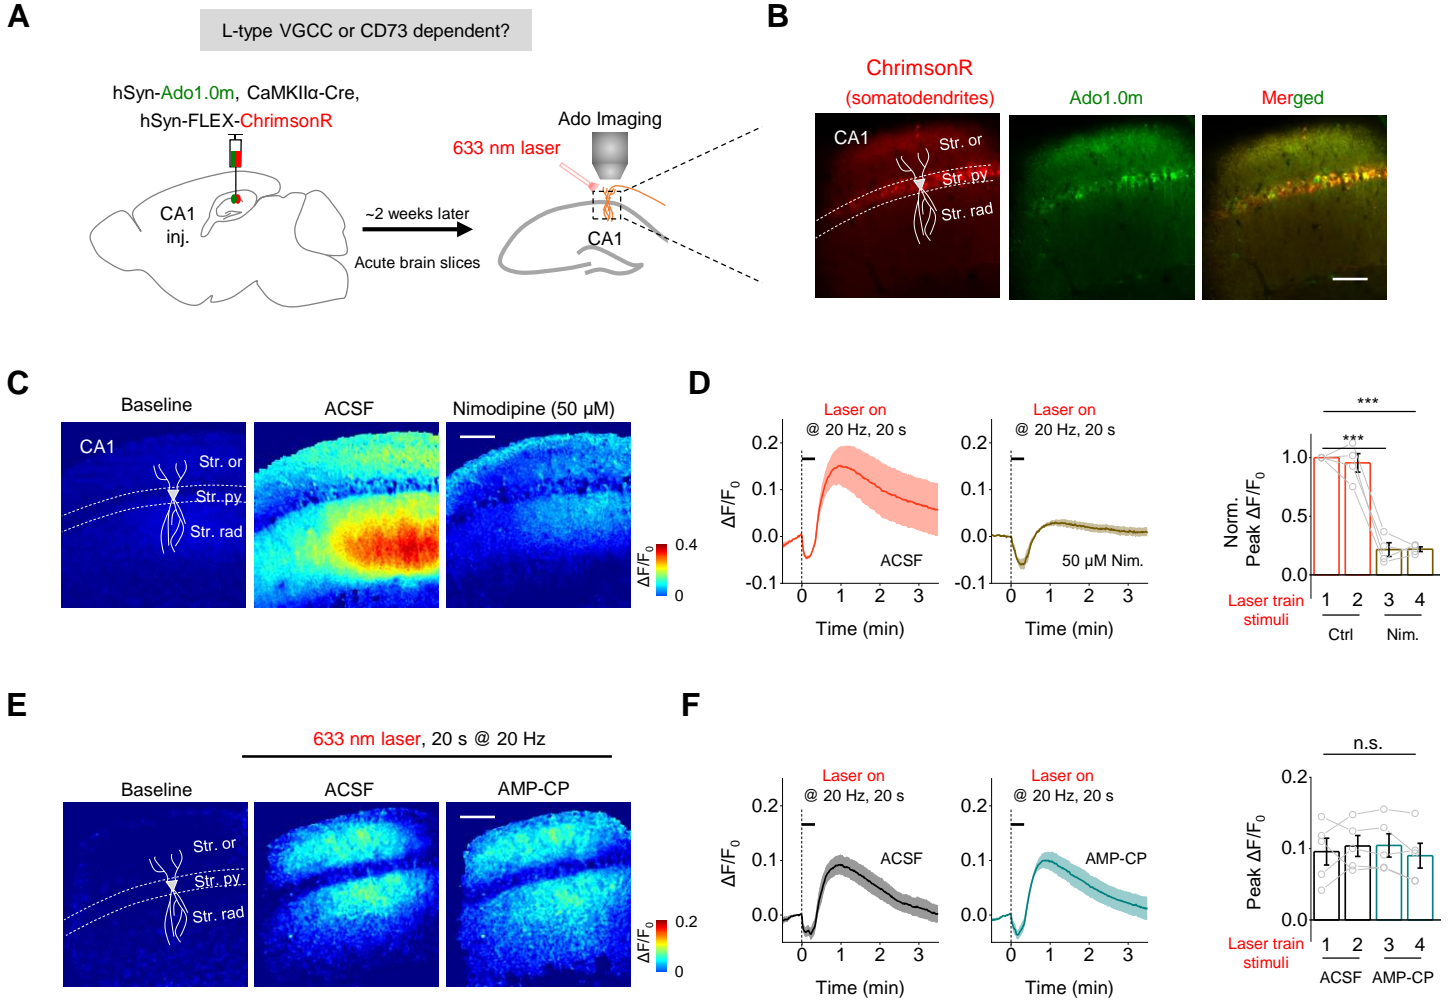 A
L-type VGCC or CD73 dependent?
hSyn-Ado1.0m, CaMKIIα-Cre,
hSyn-FLEX-ChrimsonR
CA1
inj.
~2 weeks later
Acute brain slices
Ado Imaging
633 nm laser
CA1
B
ChrimsonR
(somatodendrites)
Ado1.0m
Merged
CA1
Str. or
Str. py
Str. rad
C
Baseline
ACSF
Nimodipine (50 µM)
CA1
Str. or
Str. py
Str. rad
0.4
ΔF/F0
0
D
Laser on
@ 20 Hz, 20 s
0.2
0.1
0.0
-0.1
ΔF/F0
ACSF
0 1 2 3
Time (min)
Laser on
@ 20 Hz, 20 s
0.2
0.1
0.0
-0.1
50 µM Nim.
0 1 2 3
Time (min)
***
***
1.0
0.5
0.0
Norm.
Peak ΔF/F0
Laser train
stimuli
1 2 3 4
Ctrl Nim.
E
633 nm laser, 20 s @ 20 Hz
Baseline
ACSF
AMP-CP
Str. or
Str. py
Str. rad
0.2
ΔF/F0
0
F
Laser on
@ 20 Hz, 20 s
0.2
0.1
0.0
ΔF/F0
ACSF
0 1 2 3
Time (min)
Laser on
@ 20 Hz, 20 s
0.2
0.1
0.0
AMP-CP
0 1 2 3
Time (min)
n.s.
0.2
0.1
0.0
Peak ΔF/F0
Laser train
stimuli
1 2 3 4
ACSF AMP-CP